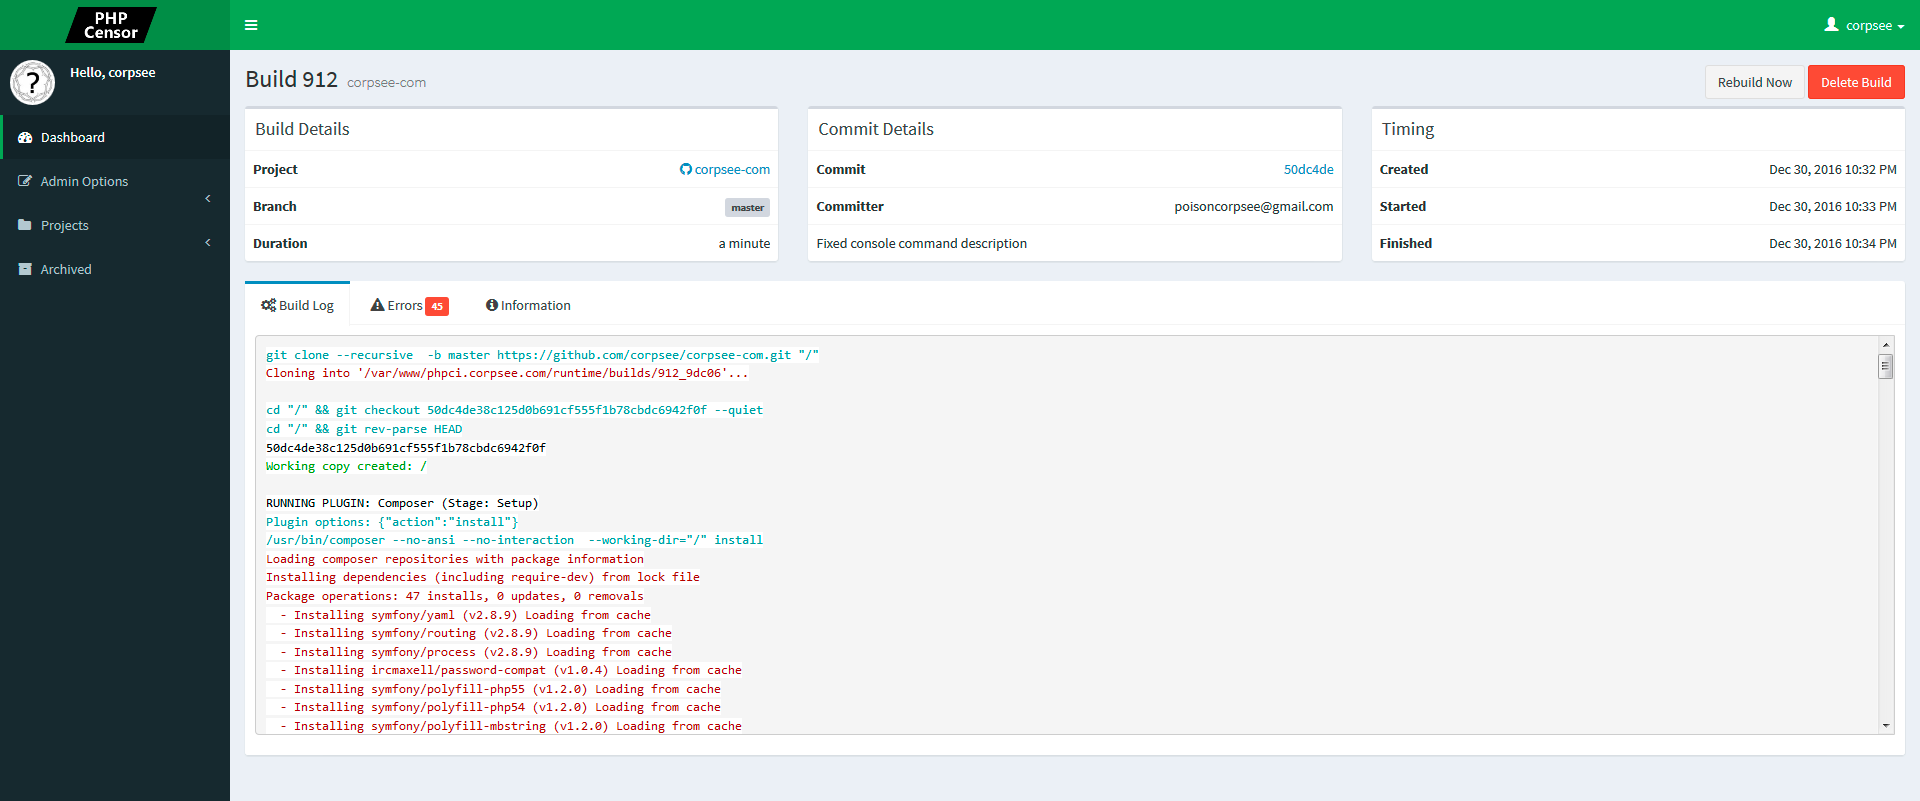 PHP
Censor
corpsee
Hello, corpsee
Dashboard
Admin Options
Projects
Archived
Build 912 corpsee-com
Rebuild Now
Delete Build
Build Details
Project corpsee-com
Branch master
Duration a minute
Commit Details
Commit 50dc4de
Committer poisoncorpsee@gmail.com
Fixed console command description
Timing
Created Dec 30, 2016 10:32 PM
Started Dec 30, 2016 10:33 PM
Finished Dec 30, 2016 10:34 PM
Build Log Errors 45 Information
git clone --recursive  -b master https://github.com/corpsee/corpsee-com.git "/"
Cloning into '/var/www/phpci.corpsee.com/runtime/builds/912_9dc06'...
cd "/" && git checkout 50dc4de38c125d0b691cf555f1b78cbdc6942f0f --quiet
cd "/" && git rev-parse HEAD
50dc4de38c125d0b691cf555f1b78cbdc6942f0f
Working copy created: /
RUNNING PLUGIN: Composer (Stage: Setup)
Plugin options: {"action":"install"}
/usr/bin/composer --no-ansi --no-interaction  --working-dir="/" install
Loading composer repositories with package information
Installing dependencies (including require-dev) from lock file
Package operations: 47 installs, 0 updates, 0 removals
- Installing symfony/yaml (v2.8.9) Loading from cache
- Installing symfony/routing (v2.8.9) Loading from cache
- Installing symfony/process (v2.8.9) Loading from cache
- Installing ircmaxell/password-compat (v1.0.4) Loading from cache
- Installing symfony/polyfill-php55 (v1.2.0) Loading from cache
- Installing symfony/polyfill-php54 (v1.2.0) Loading from cache
- Installing symfony/polyfill-mbstring (v1.2.0) Loading from cache